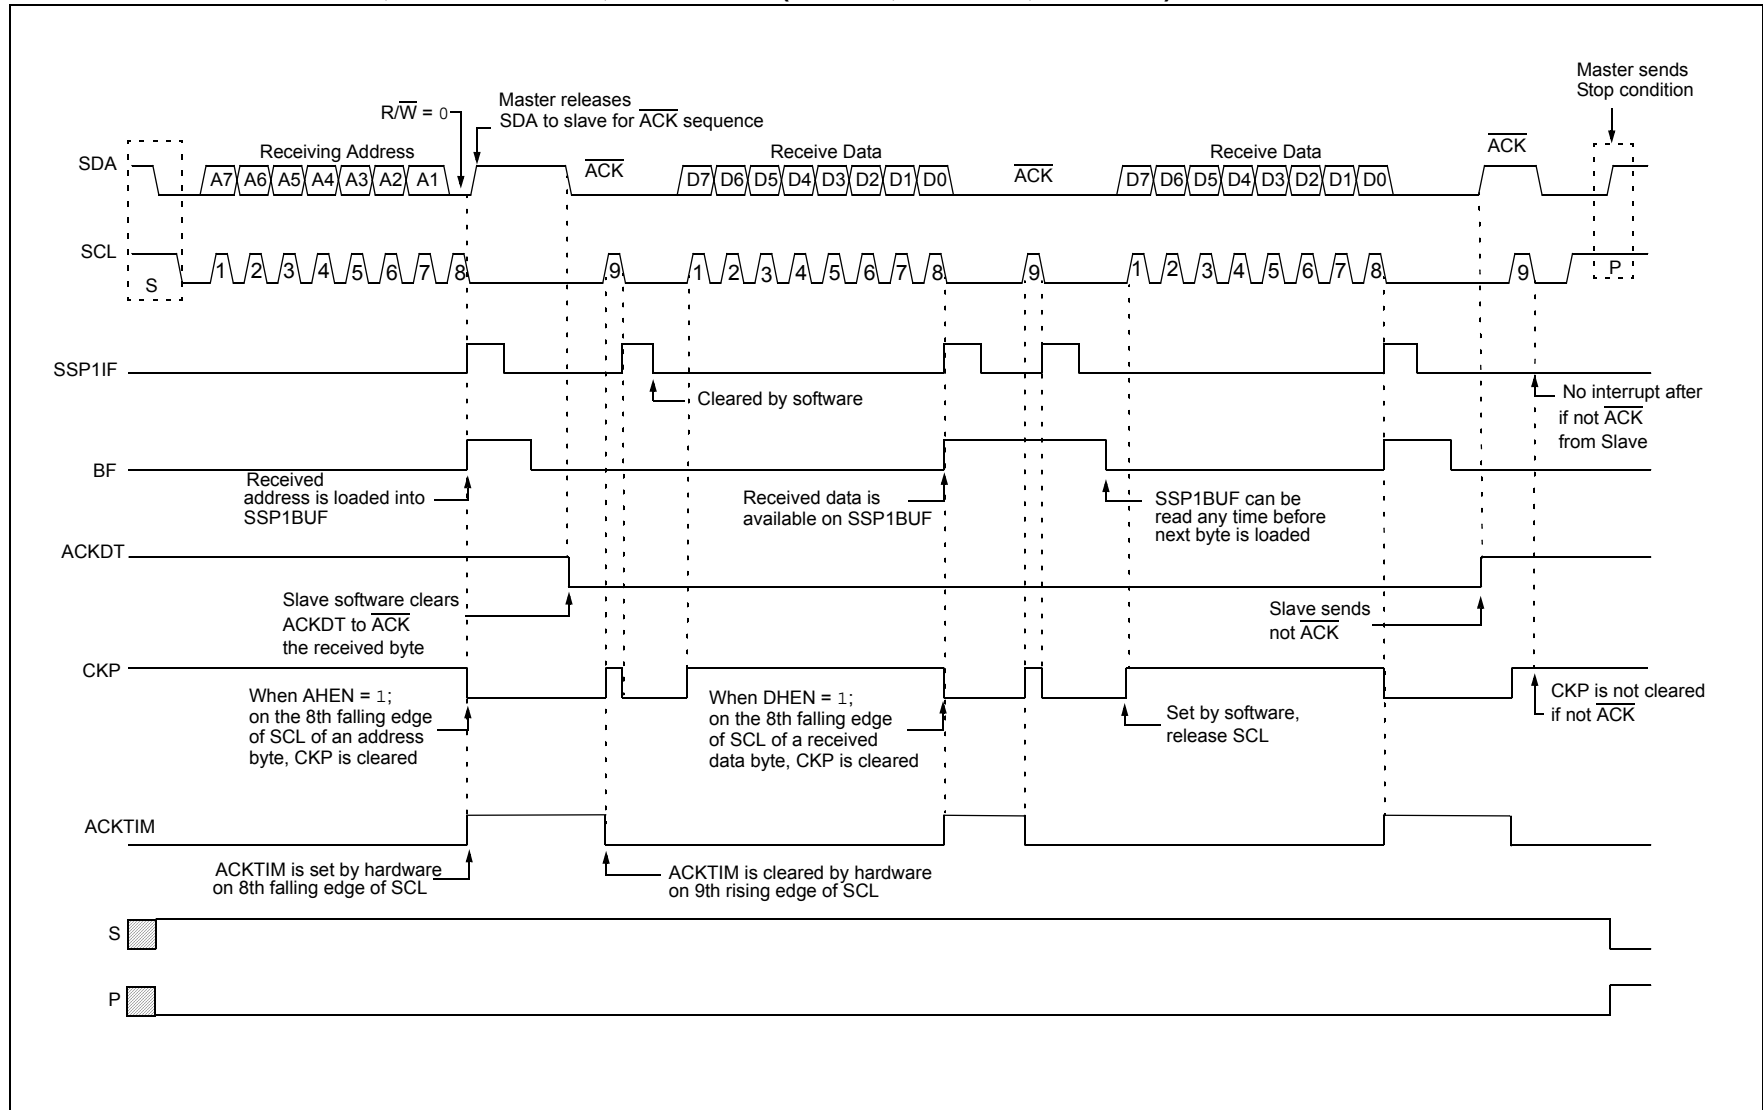 Master sends
Stop condition
R/W = 0
Master releases
SDA to slave for ACK sequence
SDA
Receiving Address
ACK
Receive Data
ACK
Receive Data
ACK
A7 A6 A5 A4 A3 A2 A1
D7 D6 D5 D4 D3 D2 D1 D0
D7 D6 D5 D4 D3 D2 D1 D0
SCL
S
1 2 3 4 5 6 7 8 9
1 2 3 4 5 6 7 8 9
1 2 3 4 5 6 7 8 9
P
SSP1IF
Cleared by software
No interrupt after
if not ACK
from Slave
BF
Received
address is loaded into
SSP1BUF
Received data is
available on SSP1BUF
SSP1BUF can be
read any time before
next byte is loaded
ACKDT
Slave software clears
ACKDT to ACK
the received byte
Slave sends
not ACK
CKP
When AHEN = 1;
on the 8th falling edge
of SCL of an address
byte, CKP is cleared
When DHEN = 1;
on the 8th falling edge
of SCL of a received
data byte, CKP is cleared
Set by software,
release SCL
CKP is not cleared
if not ACK
ACKTIM
ACKTIM is set by hardware
on 8th falling edge of SCL
ACKTIM is cleared by hardware
on 9th rising edge of SCL
S
P